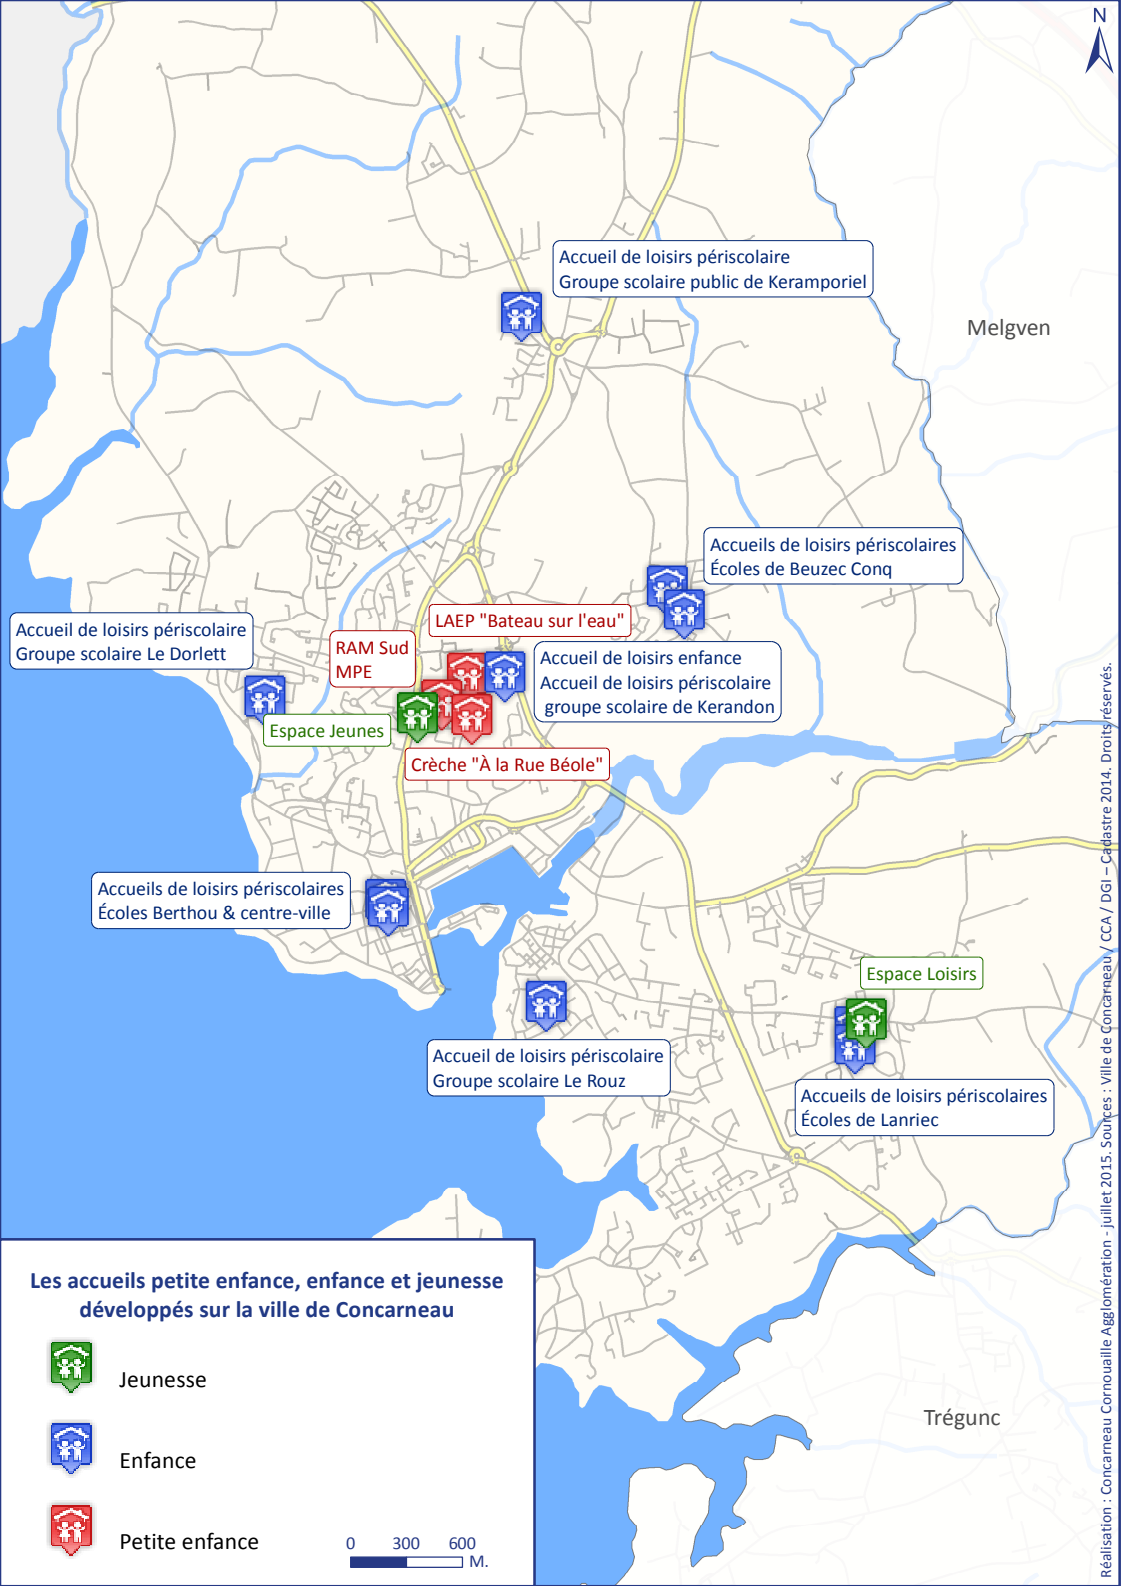 N
Accueil de loisirs périscolaire
Groupe scolaire public de Keramporiel
Melgven
Accueils de loisirs périscolaires
Écoles de Beuzec Conq
LAEP "Bateau sur l'eau"
Accueil de loisirs périscolaire
Groupe scolaire Le Dorlett
RAM Sud
MPE
Accueil de loisirs enfance
Accueil de loisirs périscolaire
groupe scolaire de Kerandon
Espace Jeunes
Crèche "À la Rue Béole"
Accueils de loisirs périscolaires
Écoles Berthou & centre-ville
Espace Loisirs
Accueil de loisirs périscolaire
Groupe scolaire Le Rouz
Accueils de loisirs périscolaires
Écoles de Lanriec
Les accueils petite enfance, enfance et jeunesse
développés sur la ville de Concarneau
Jeunesse
Enfance
Petite enfance
0 300 600
M.
Trégunc
Réalisation : Concarneau Cornouaille Agglomération - juillet 2015. Sources : Ville de Concarneau / CCA / DGI – Cadastre 2014. Droits réservés.